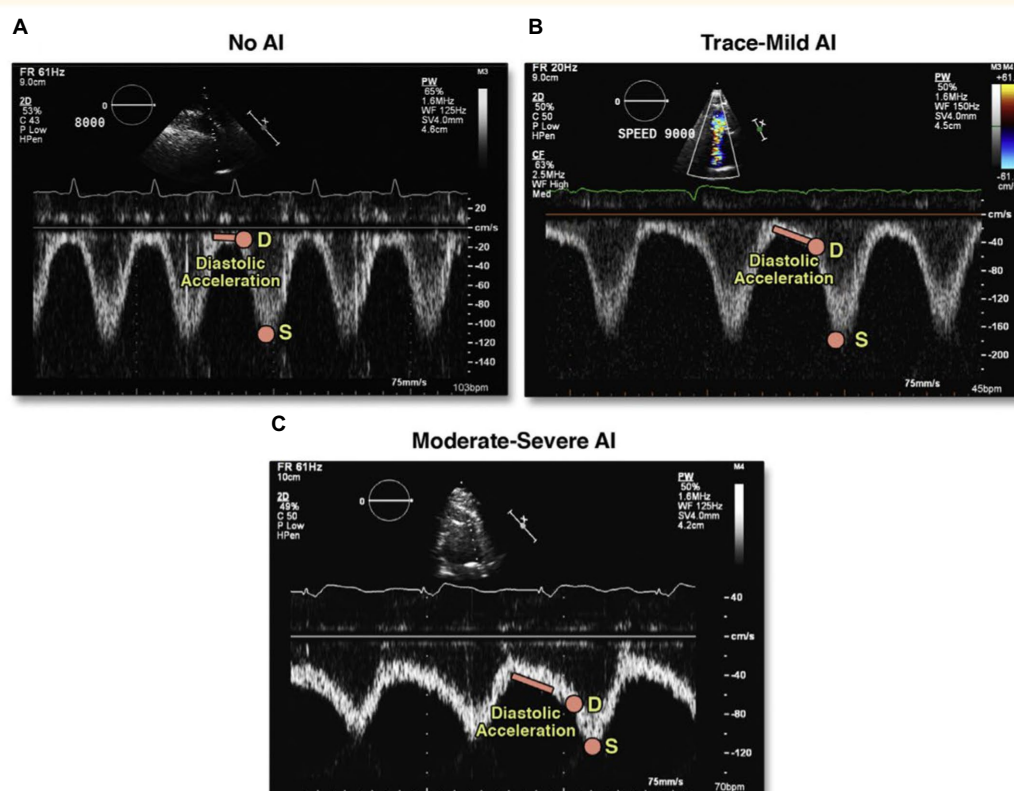 A
No AI
FR 61Hz
9.0cm
2D
53%
C 43
P Low
HPen
0
8000
x
PW
65%
1.6MHz
WF 125Hz
SV4.0mm
4.6cm
M3
20
cm/s
-20
-40
-60
-80
-100
-120
-140
D
Diastolic
Acceleration
S
75mm/s
103bpm
B
Trace-Mild AI
FR 20Hz
9.0cm
2D
50%
C 50
P Low
HPen
CF
63%
2.5MHz
WF High
Med
0
SPEED 9000
x
PW
50%
1.6MHz
WF 150Hz
SV4.0mm
4.5cm
M3 M4
+61.
-61.
cm/
cm/s
-40
-80
-120
-160
-200
D
Diastolic
Acceleration
S
75mm/s
45bpm
C
Moderate-Severe AI
FR 61Hz
10cm
2D
49%
C 50
P Low
HPen
0
x
PW
50%
1.6MHz
WF 125Hz
SV4.0mm
4.2cm
M4
40
cm/s
-40
-80
-120
D
Diastolic
Acceleration
S
75mm/s
70bpm